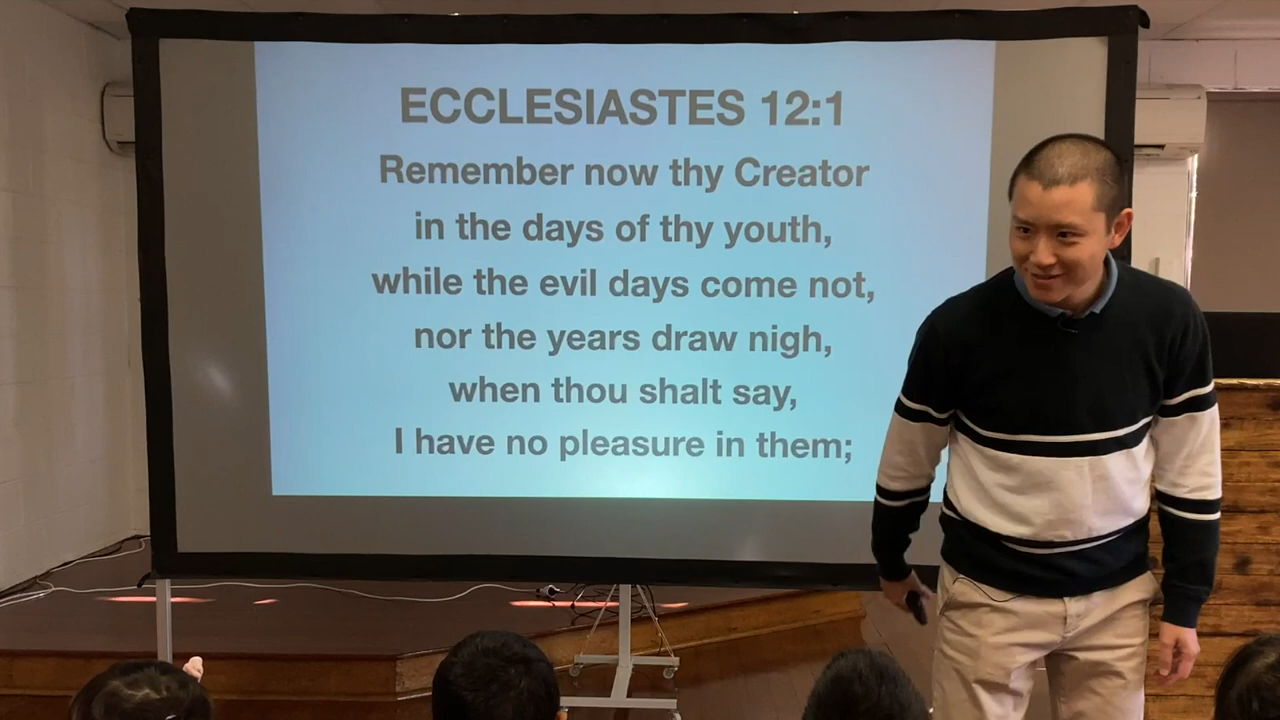 ECCLESIASTES 12:1
Remember now thy Creator
in the days of thy youth,
while the evil days come not,
nor the years draw nigh,
when thou shalt say,
I have no pleasure in them;